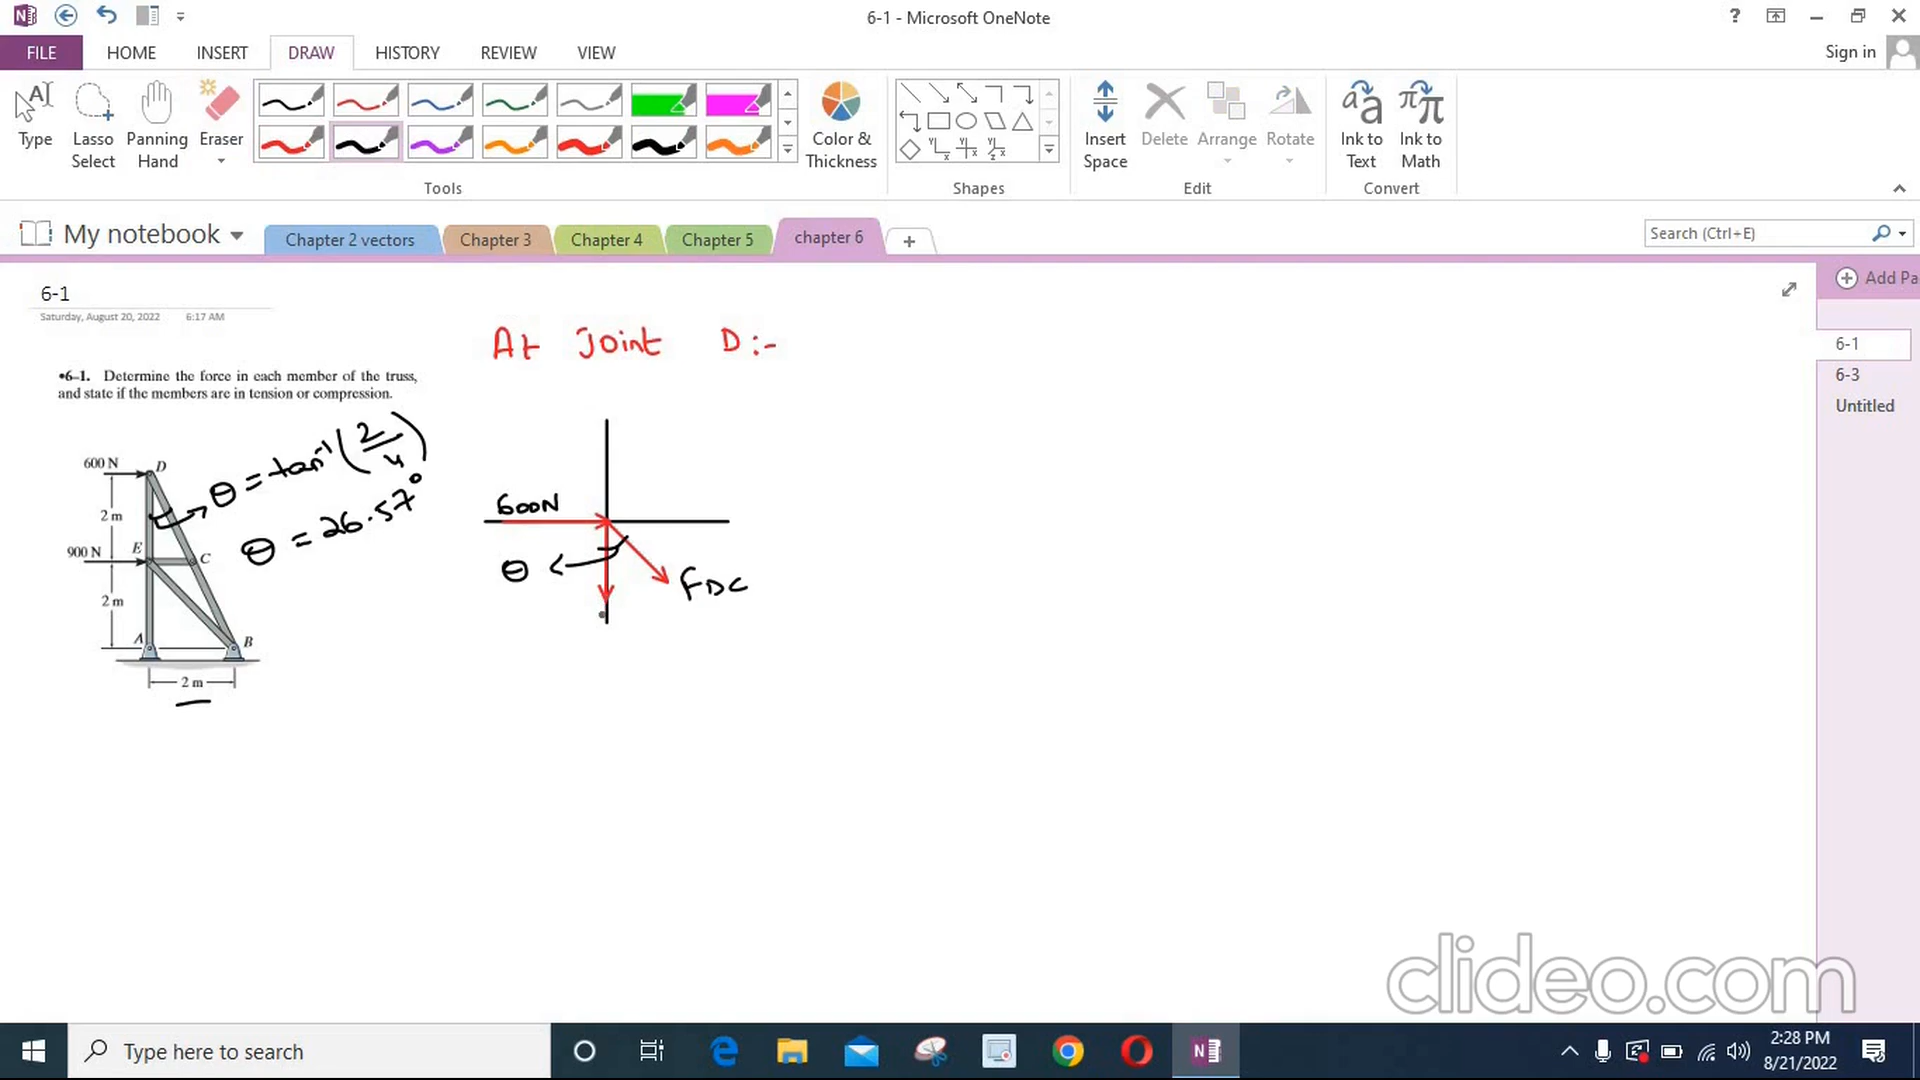 6-1 - Microsoft OneNote
?
FILE HOME INSERT DRAW HISTORY REVIEW VIEW
Sign in
Type
Lasso Select
Panning Hand
Eraser
Color & Thickness
Insert Space
Delete
Arrange
Rotate
Ink to Text
Ink to Math
Tools Shapes Edit Convert
My notebook
Chapter 2 vectors Chapter 3 Chapter 4 Chapter 5 chapter 6
Search (Ctrl+E)
Add Pa
6-1
6-3
Untitled
6-1
Saturday, August 20, 2022 6:17 AM
•6–1. Determine the force in each member of the truss,
and state if the members are in tension or compression.
600 N
D
2 m
900 N
E
C
2 m
A
B
2 m
θ = tan⁻¹(2/4)
θ = 26.57°
At Joint D:-
600N
θ
FDC
clideo.com
Type here to search
2:28 PM
8/21/2022